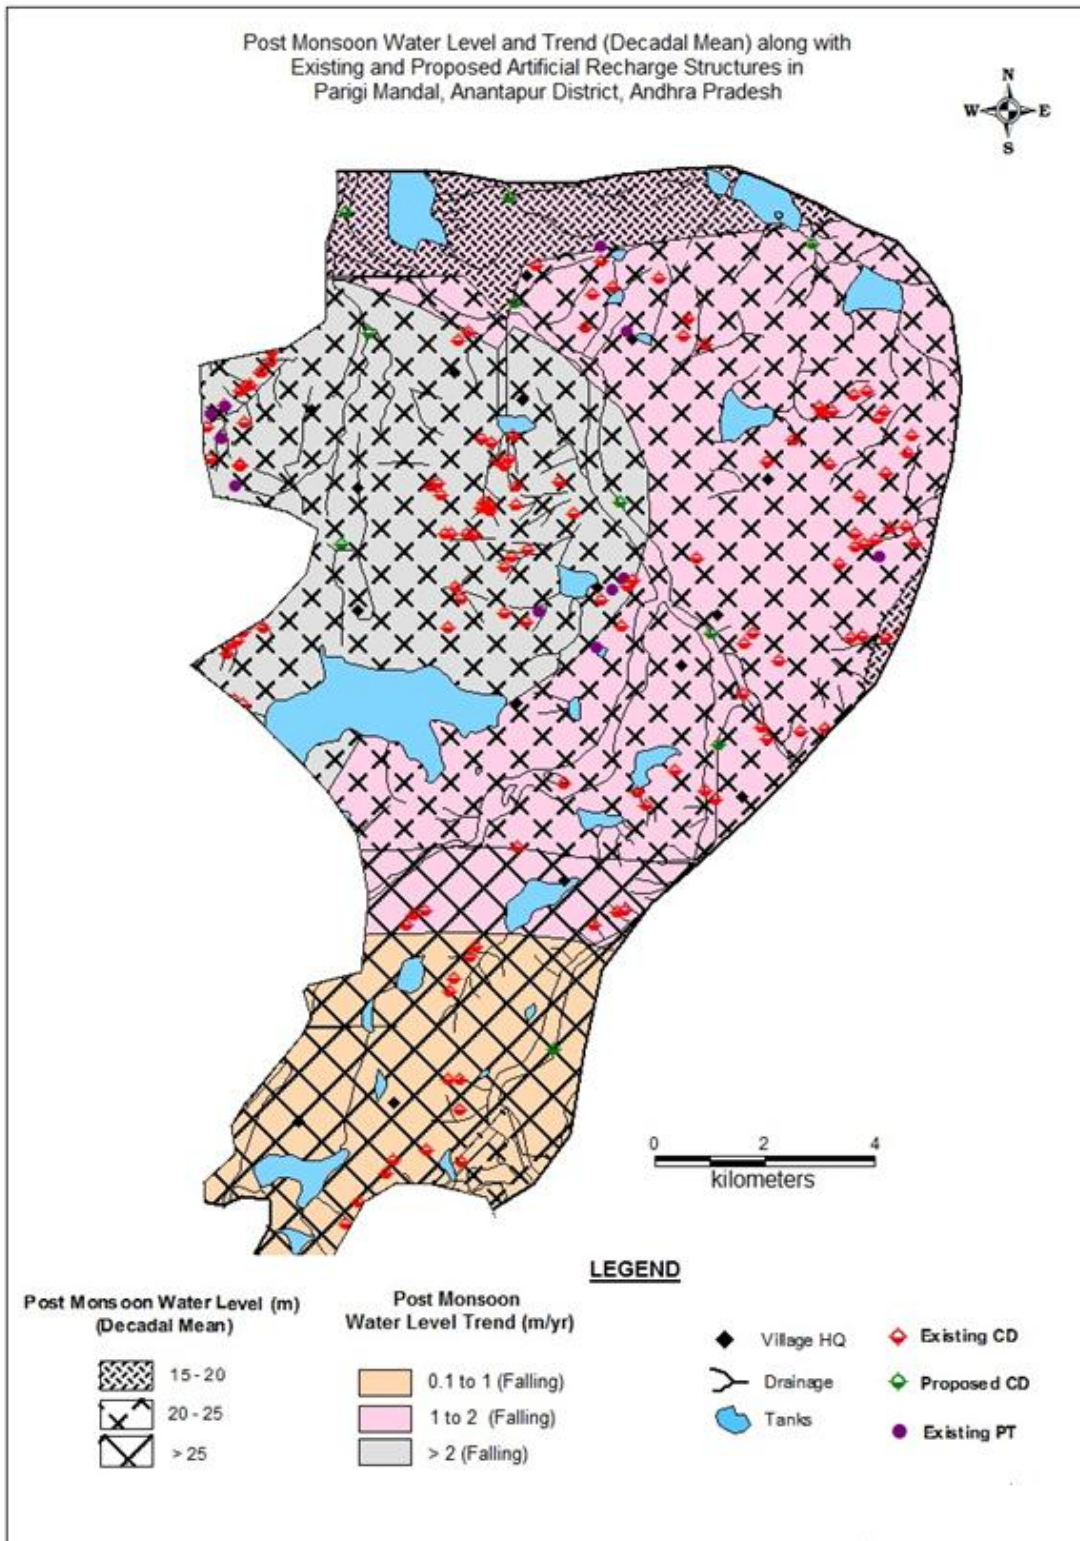 Post Monsoon Water Level and Trend (Decadal Mean) along with
Existing and Proposed Artificial Recharge Structures in
Parigi Mandal, Anantapur District, Andhra Pradesh
N
W E
S
0 2 4
kilometers
LEGEND
Post Monsoon Water Level (m)
(Decadal Mean)
15 - 20
20 - 25
> 25
Post Monsoon
Water Level Trend (m/yr)
0.1 to 1 (Falling)
1 to 2 (Falling)
> 2 (Falling)
Village HQ
Drainage
Tanks
Existing CD
Proposed CD
Existing PT